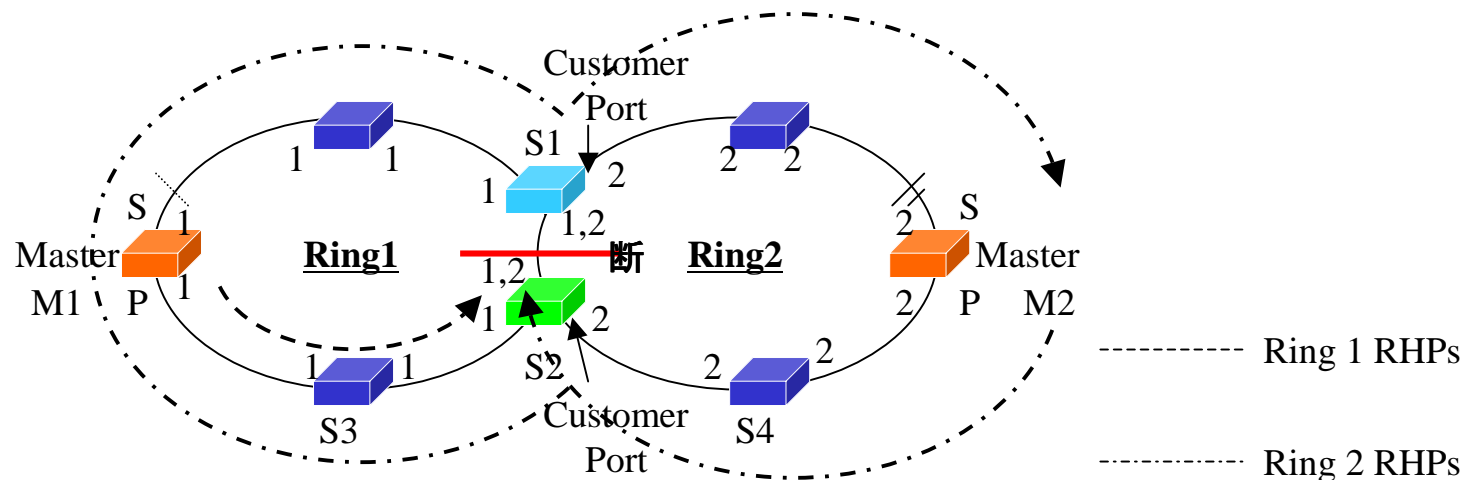 Customer
Port
S1
1 1 2 2
1 2
S S
1 2
1,2
Master Ring1 断 Ring2 Master
1,2
M1 P 1 2 P M2
1 2
S2
1 1 2 2
Ring 1 RHPs
Customer
Port
S3 S4
Ring 2 RHPs